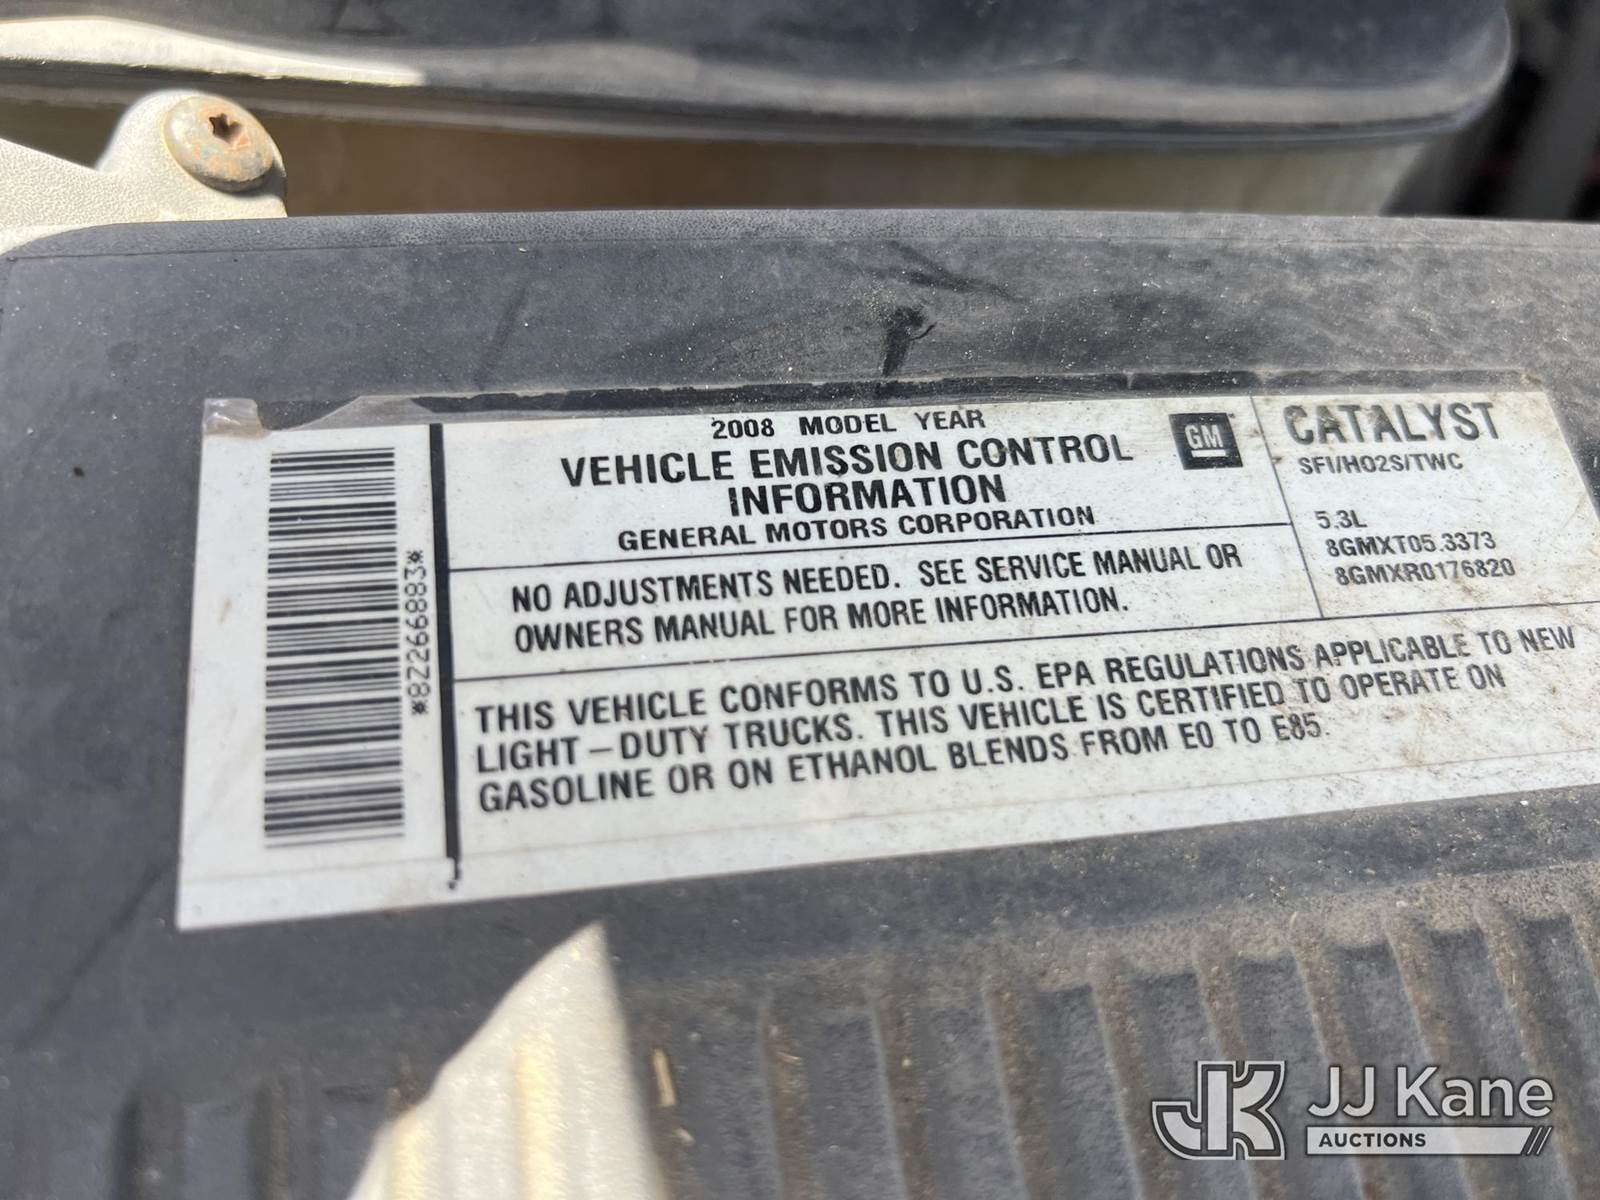 2008 MODEL YEAR
VEHICLE EMISSION CONTROL
INFORMATION
GENERAL MOTORS CORPORATION
GM
CATALYST
SFI/HO2S/TWC
5.3L
8GMXT05.3373
8GMXR0176820
NO ADJUSTMENTS NEEDED. SEE SERVICE MANUAL OR
OWNERS MANUAL FOR MORE INFORMATION.
THIS VEHICLE CONFORMS TO U.S. EPA REGULATIONS APPLICABLE TO NEW
LIGHT-DUTY TRUCKS. THIS VEHICLE IS CERTIFIED TO OPERATE ON
GASOLINE OR ON ETHANOL BLENDS FROM E0 TO E85.
*8Z266883*
JK JJ Kane
AUCTIONS